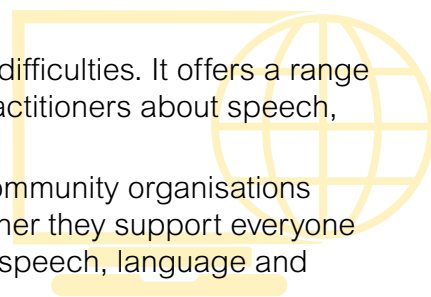 difficulties. It offers a range
actitioners about speech,
ommunity organisations
her they support everyone
speech, language and